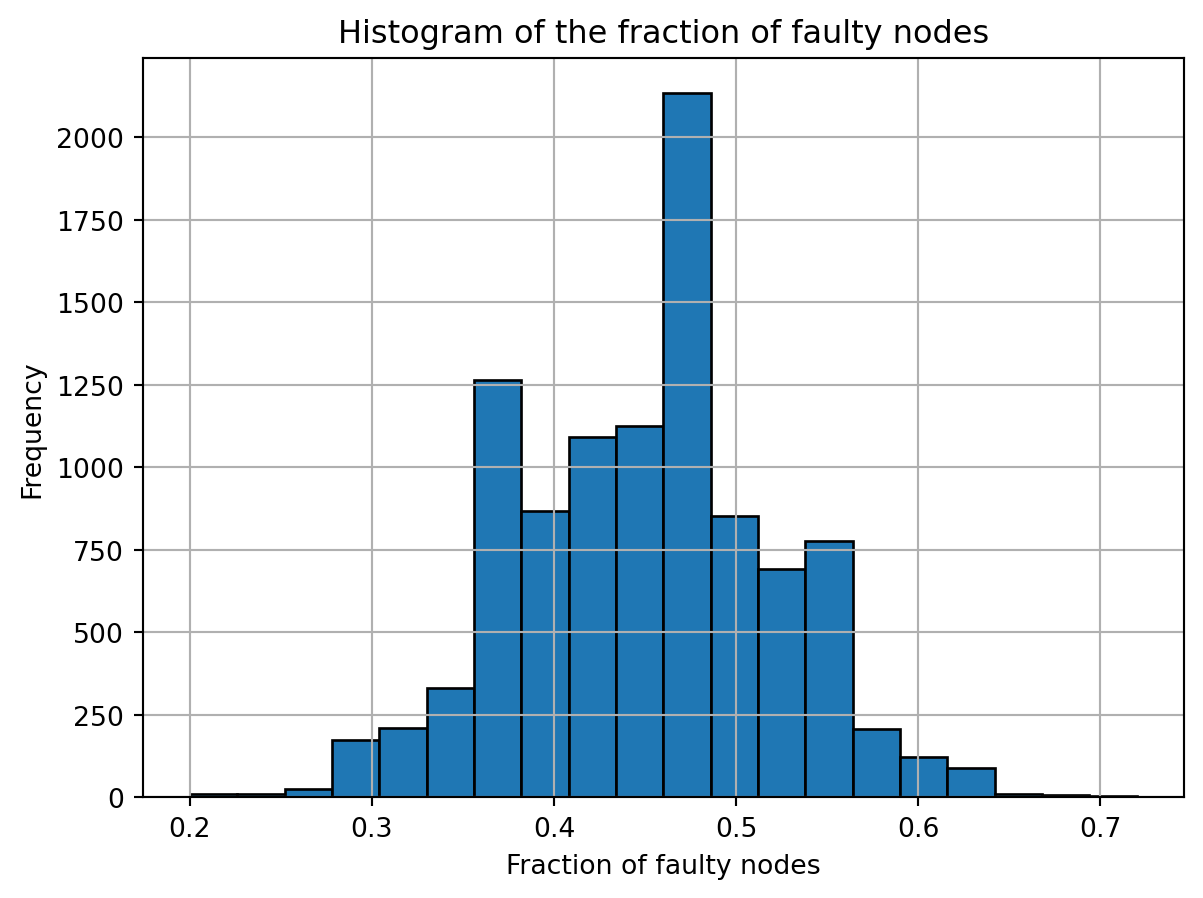 Histogram of the fraction of faulty nodes
Frequency
2000
1750
1500
1250
1000
750
500
250
0
0.2 0.3 0.4 0.5 0.6 0.7
Fraction of faulty nodes